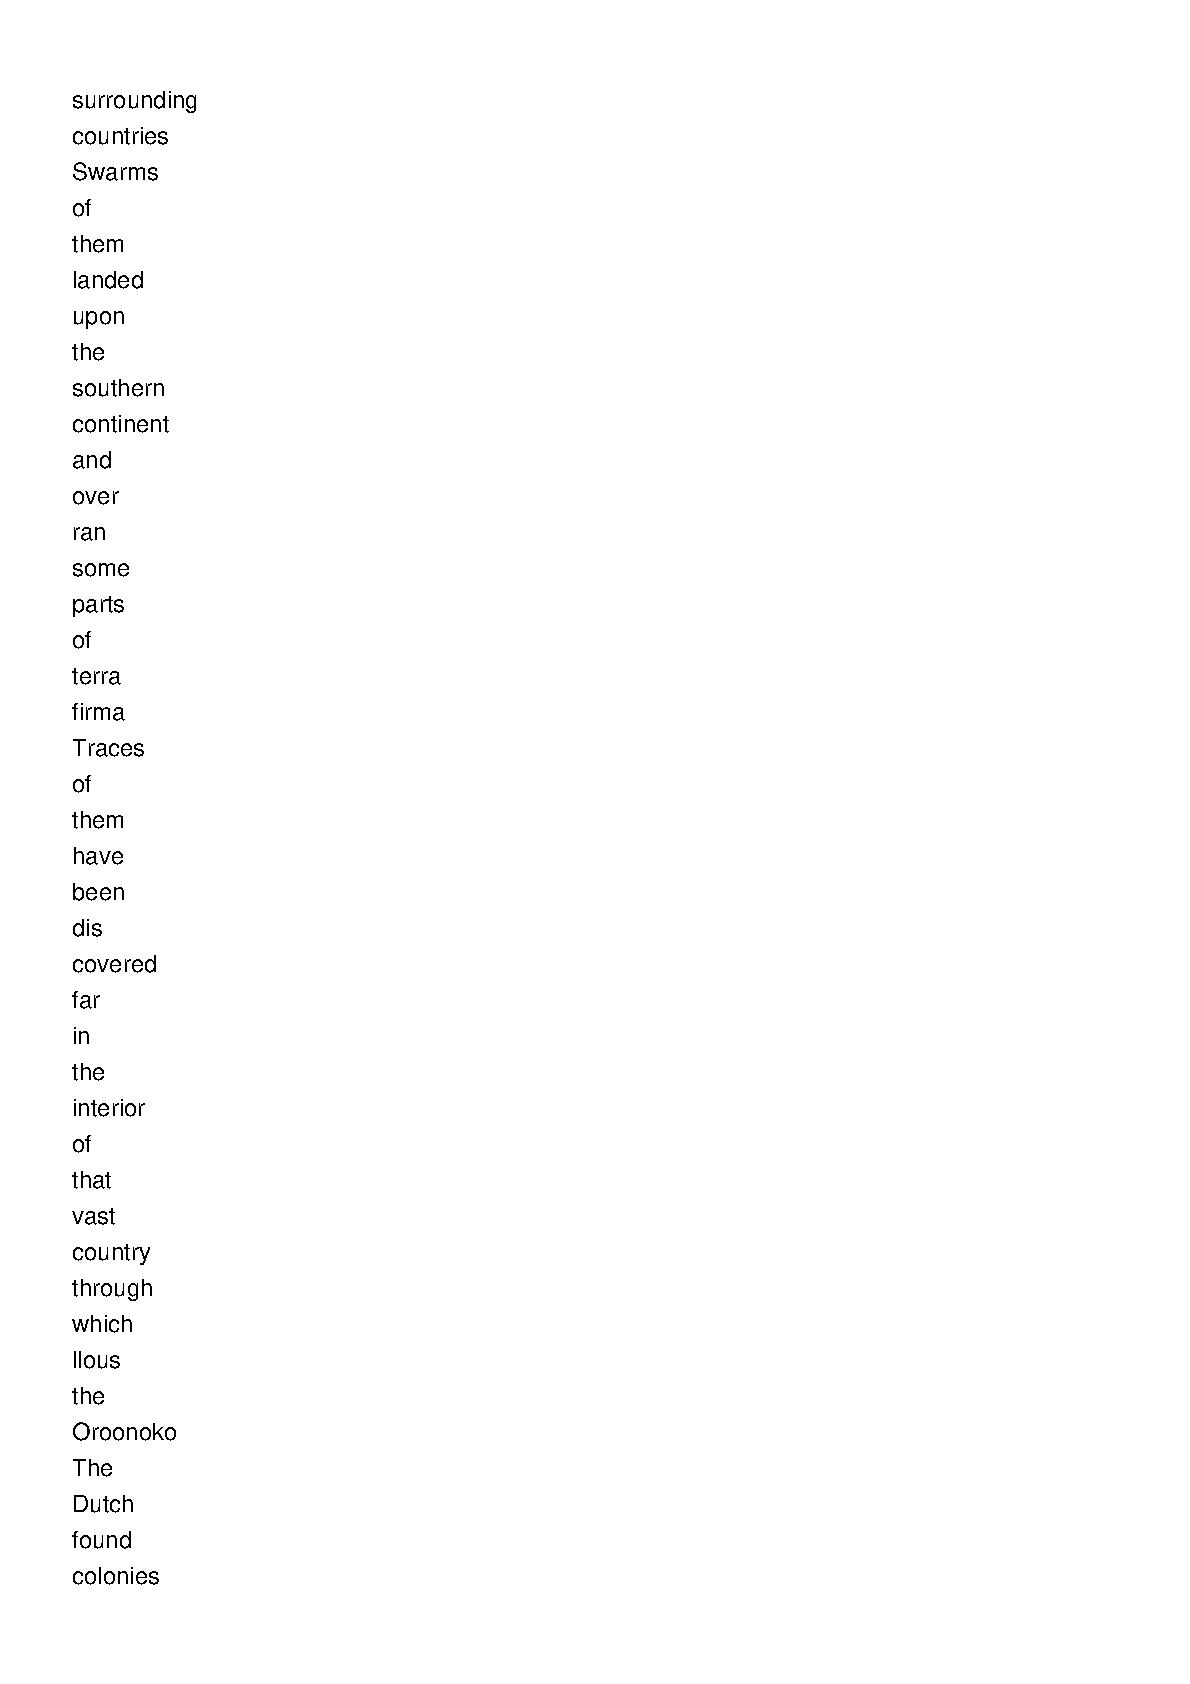 surrounding
countries
Swarms
of
them
landed
upon
the
southern
continent
and
over
ran
some
parts
of
terra
firma
Traces
of
them
have
been
dis
covered
far
in
the
interior
of
that
vast
country
through
which
llous
the
Oroonoko
The
Dutch
found
colonies